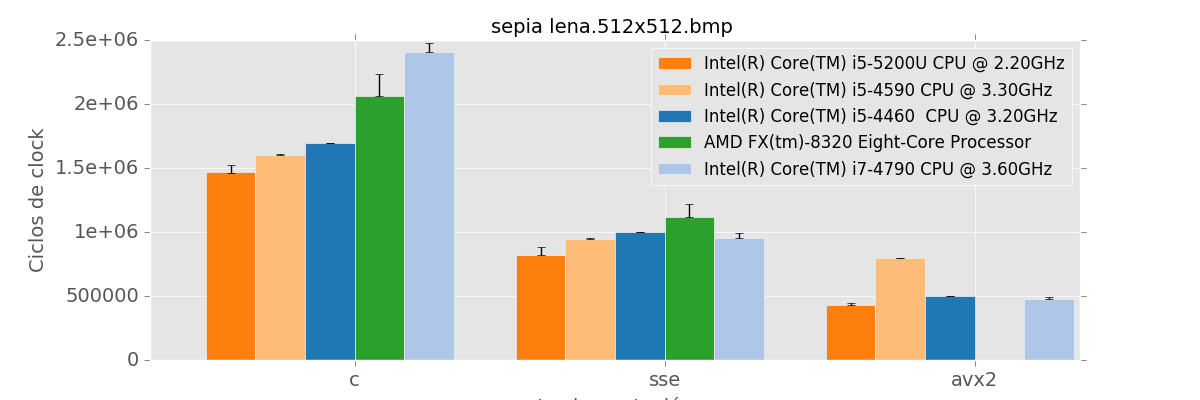 sepia lena.512x512.bmp
2.5e+06
2e+06
1.5e+06
1e+06
500000
0
Ciclos de clock
Intel(R) Core(TM) i5-5200U CPU @ 2.20GHz
Intel(R) Core(TM) i5-4590 CPU @ 3.30GHz
Intel(R) Core(TM) i5-4460  CPU @ 3.20GHz
AMD FX(tm)-8320 Eight-Core Processor
Intel(R) Core(TM) i7-4790 CPU @ 3.60GHz
c
sse
avx2